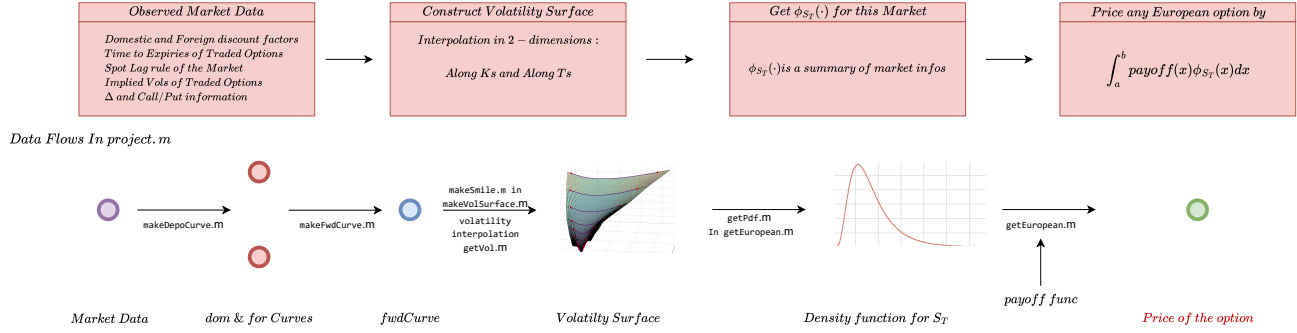 Observed Market Data
Domestic and Foreign discount factors
Time to Expiries of Traded Options
Spot Lag rule of the Market
Implied Vols of Traded Options
Δ and Call/Put information
Construct Volatility Surface
Interpolation in 2 − dimensions :
Along Ks and Along Ts
Get ϕ_{S_T}(·) for this Market
ϕ_{S_T}(·)is a summary of market infos
Price any European option by
∫_a^b payoff(x)ϕ_{S_T}(x)dx
Data Flows In project.m
makeDepoCurve.m
makeFwdCurve.m
makeSmile.m in
makeVolSurface.m
volatility
interpolation
getVol.m
getPdf.m
In getEuropean.m
getEuropean.m
payoff func
Market Data
dom & for Curves
fwdCurve
Volatilty Surface
Density function for S_T
Price of the option